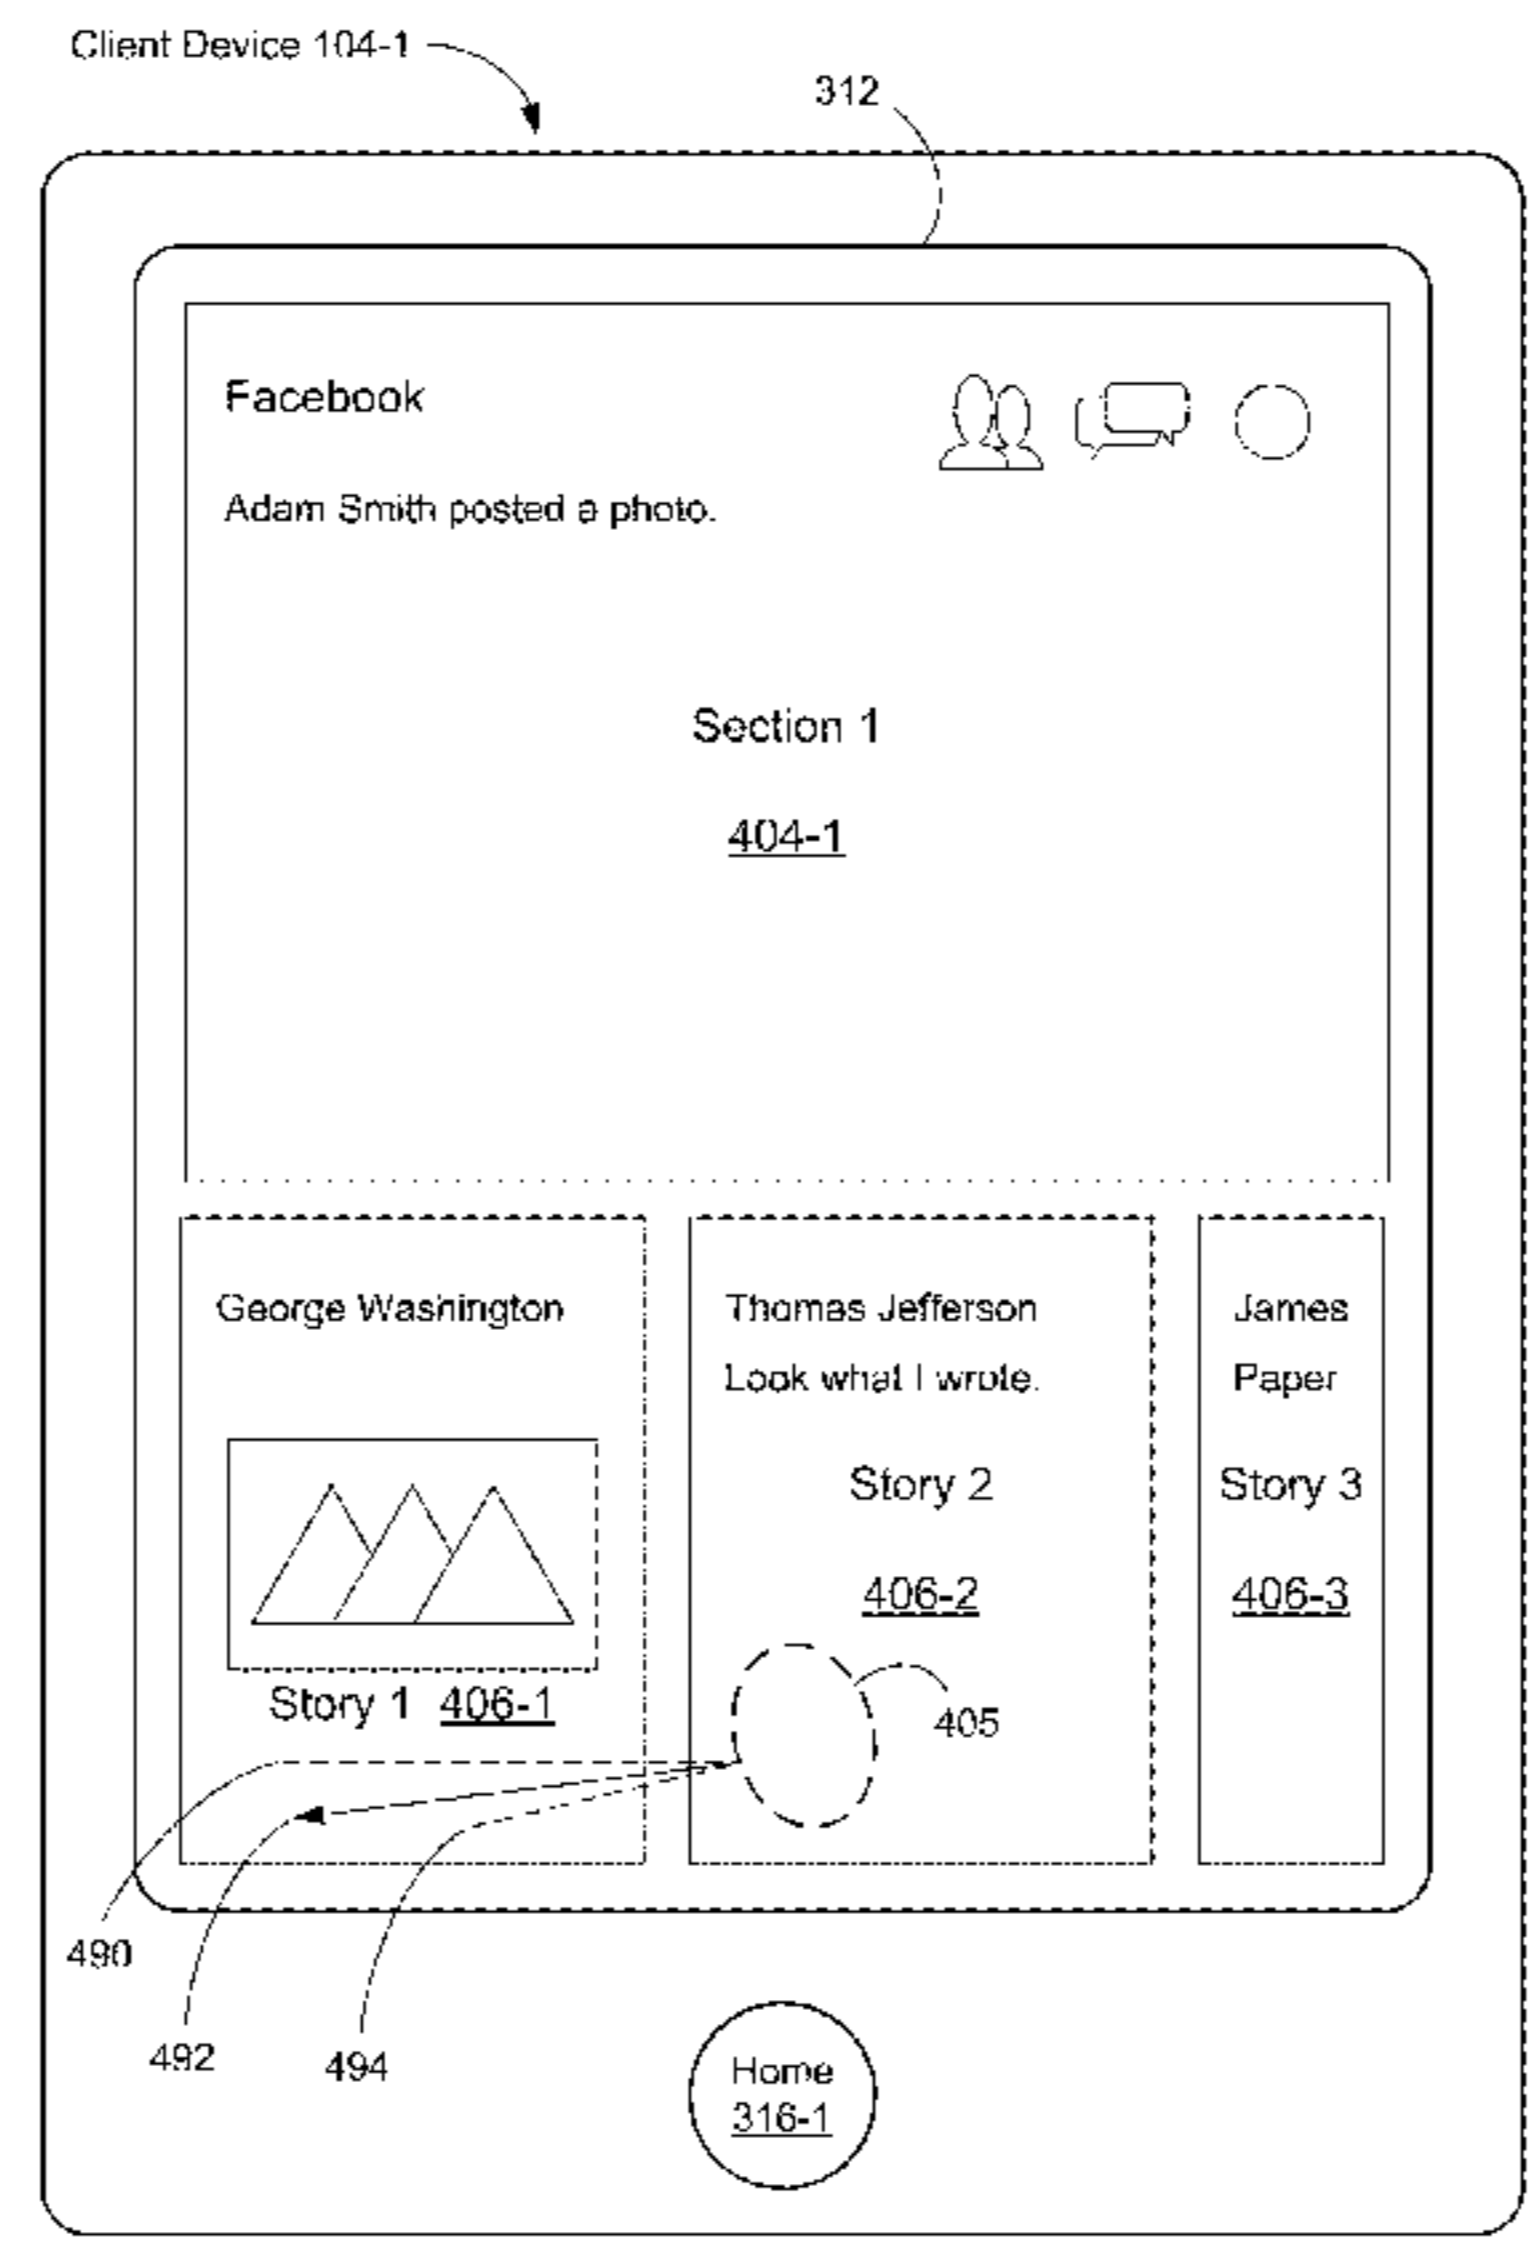 Client Device 104-1
312
Facebook
Adam Smith posted a photo.
Section 1
404-1
George Washington
Story 1 406-1
Thomas Jefferson
Look what I wrote.
Story 2
406-2
405
James
Paper
Story 3
406-3
490
492
494
Home
316-1